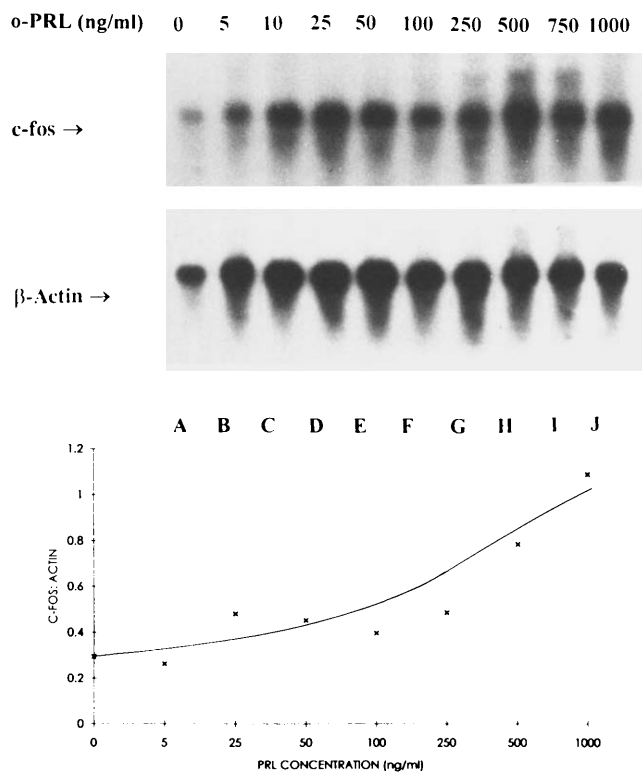 o-PRL (ng/ml) 0 5 10 25 50 100 250 500 750 1000
c-fos →
β-Actin →
A B C D E F G H I J
1.2
1
0.8
0.6
0.4
0.2
0
C-FOS: ACTIN
0 5 25 50 100 250 500 1000
PRL CONCENTRATION (ng/ml)